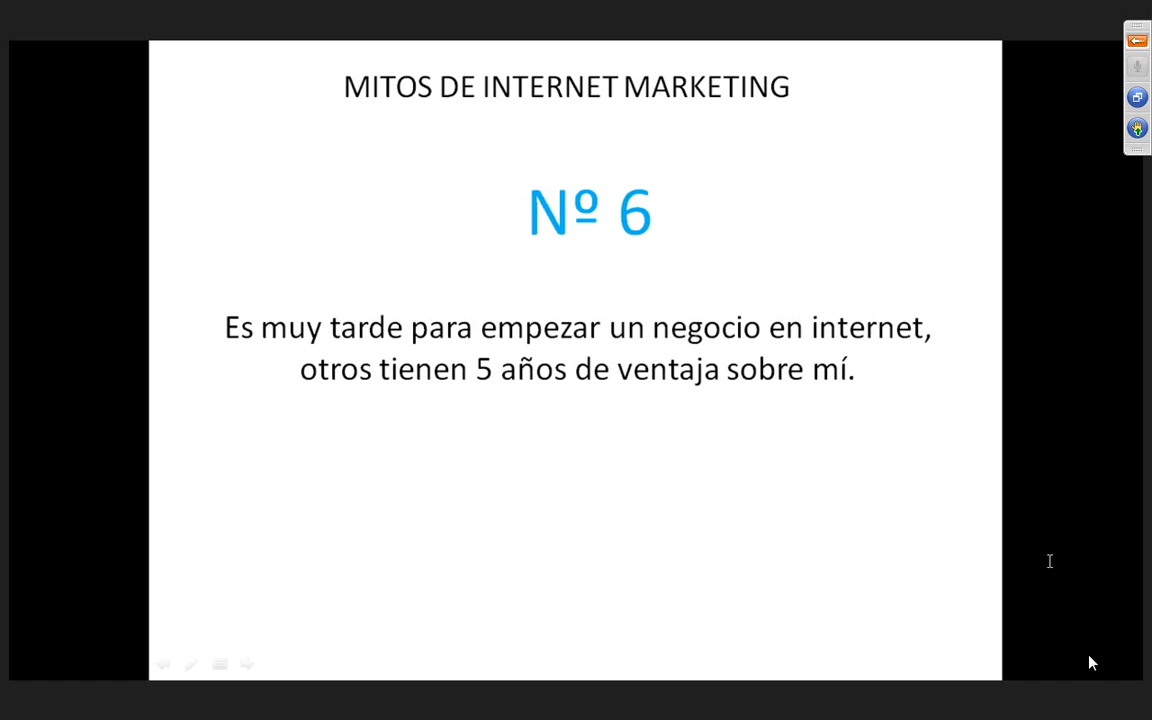 MITOS DE INTERNET MARKETING
Nº 6
Es muy tarde para empezar un negocio en internet,
otros tienen 5 años de ventaja sobre mí.